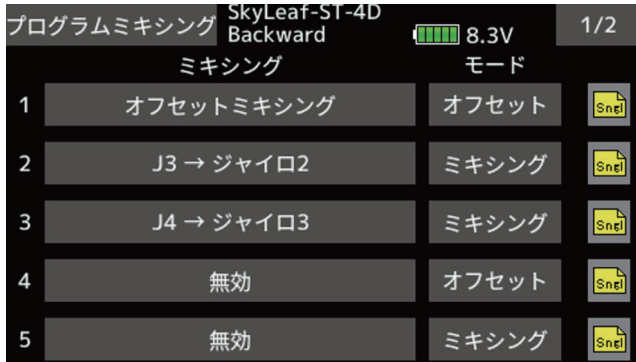 プログラムミキシング SkyLeaf-ST-4D 8.3V 1/2
Backward
ミキシング モード
1 オフセットミキシング オフセット Sngl
2 J3 → ジャイロ2 ミキシング Sngl
3 J4 → ジャイロ3 ミキシング Sngl
4 無効 オフセット Sngl
5 無効 ミキシング Sngl